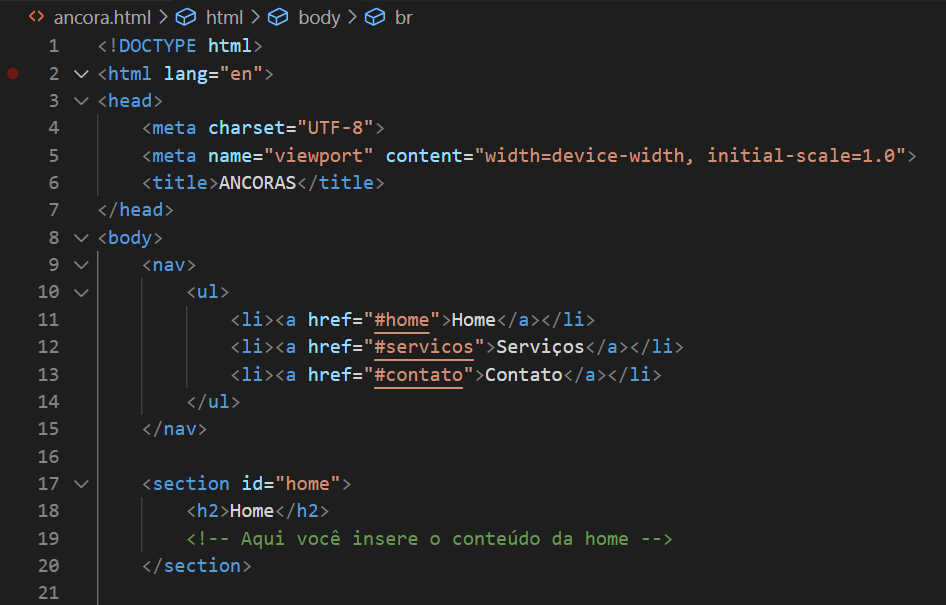 ancora.html > html > body > br
1 <!DOCTYPE html>
2 <html lang="en">
3 <head>
4     <meta charset="UTF-8">
5     <meta name="viewport" content="width=device-width, initial-scale=1.0">
6     <title>ANCORAS</title>
7 </head>
8 <body>
9     <nav>
10         <ul>
11             <li><a href="#home">Home</a></li>
12             <li><a href="#servicos">Serviços</a></li>
13             <li><a href="#contato">Contato</a></li>
14         </ul>
15     </nav>
16
17     <section id="home">
18         <h2>Home</h2>
19         <!-- Aqui você insere o conteúdo da home -->
20     </section>
21